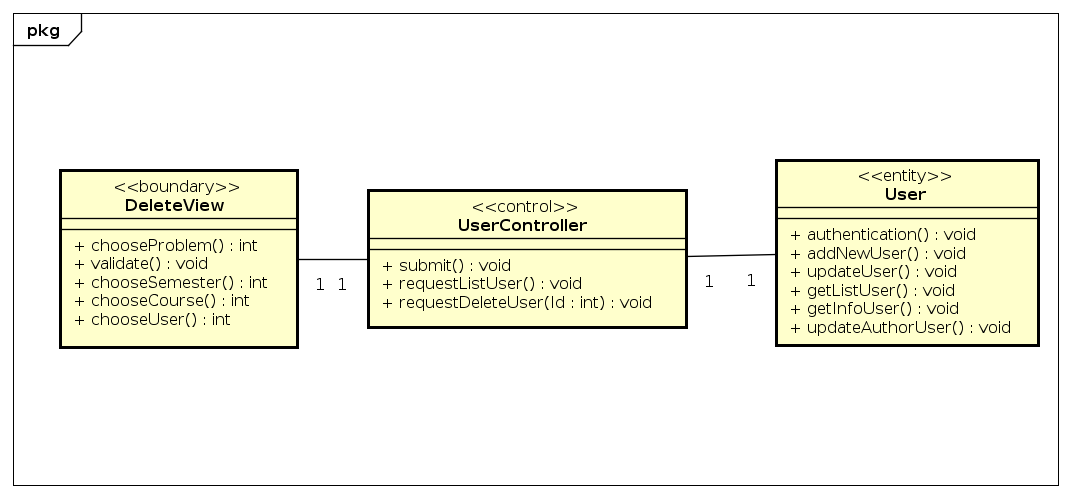 pkg
<<boundary>>
DeleteView
+ chooseProblem() : int
+ validate() : void
+ chooseSemester() : int
+ chooseCourse() : int
+ chooseUser() : int
1 1
<<control>>
UserController
+ submit() : void
+ requestListUser() : void
+ requestDeleteUser(Id : int) : void
1 1
<<entity>>
User
+ authentication() : void
+ addNewUser() : void
+ updateUser() : void
+ getListUser() : void
+ getInfoUser() : void
+ updateAuthorUser() : void